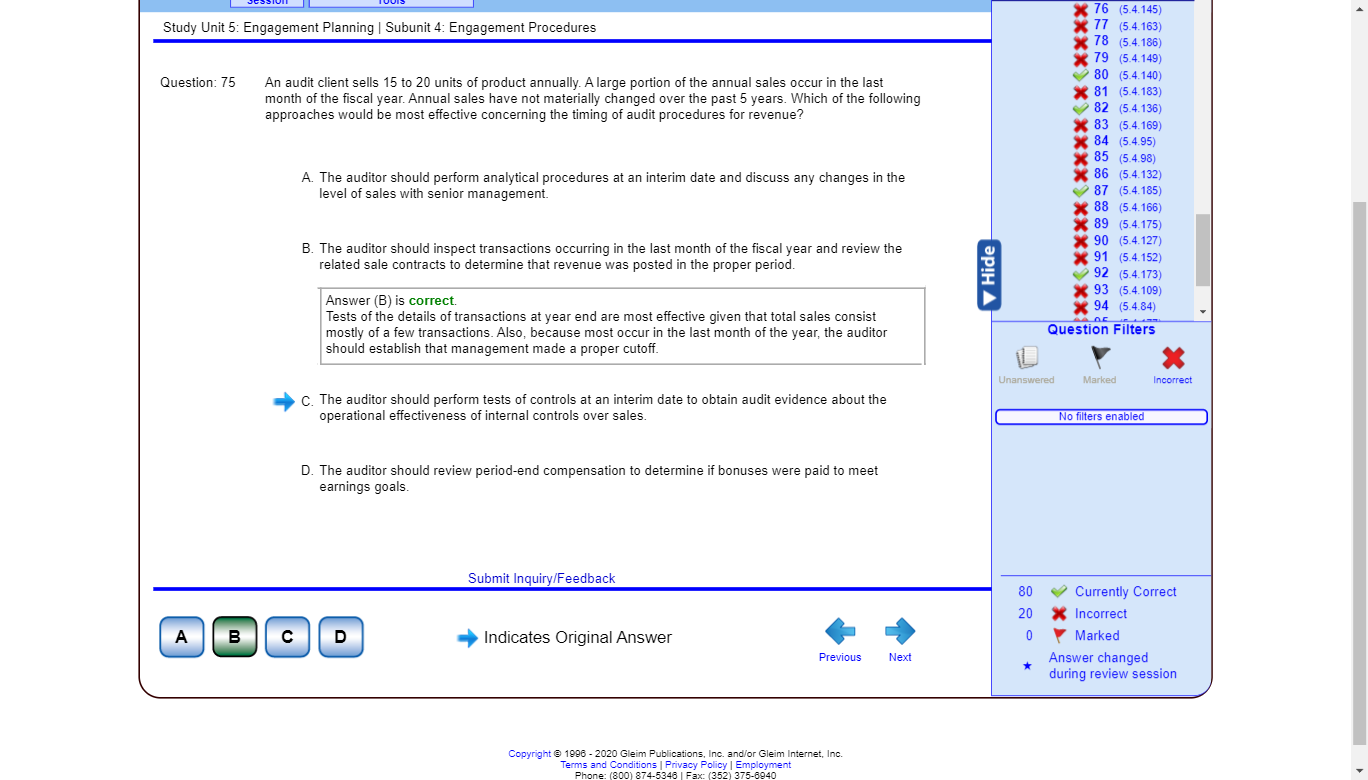 Session Tools
Study Unit 5: Engagement Planning | Subunit 4: Engagement Procedures
Question: 75
An audit client sells 15 to 20 units of product annually. A large portion of the annual sales occur in the last
month of the fiscal year. Annual sales have not materially changed over the past 5 years. Which of the following
approaches would be most effective concerning the timing of audit procedures for revenue?
A. The auditor should perform analytical procedures at an interim date and discuss any changes in the
level of sales with senior management.
B. The auditor should inspect transactions occurring in the last month of the fiscal year and review the
related sale contracts to determine that revenue was posted in the proper period.
Answer (B) is correct.
Tests of the details of transactions at year end are most effective given that total sales consist
mostly of a few transactions. Also, because most occur in the last month of the year, the auditor
should establish that management made a proper cutoff.
C. The auditor should perform tests of controls at an interim date to obtain audit evidence about the
operational effectiveness of internal controls over sales.
D. The auditor should review period-end compensation to determine if bonuses were paid to meet
earnings goals.
Submit Inquiry/Feedback
A B C D
Indicates Original Answer
Previous Next
Hide
76 (5.4.145)
77 (5.4.163)
78 (5.4.186)
79 (5.4.149)
80 (5.4.140)
81 (5.4.183)
82 (5.4.136)
83 (5.4.169)
84 (5.4.95)
85 (5.4.98)
86 (5.4.132)
87 (5.4.185)
88 (5.4.166)
89 (5.4.175)
90 (5.4.127)
91 (5.4.152)
92 (5.4.173)
93 (5.4.109)
94 (5.4.84)
Question Filters
Unanswered Marked Incorrect
No filters enabled
80 Currently Correct
20 Incorrect
0 Marked
Answer changed
during review session
Copyright © 1996 - 2020 Gleim Publications, Inc. and/or Gleim Internet, Inc.
Terms and Conditions | Privacy Policy | Employment
Phone: (800) 874-5346 | Fax: (352) 375-6940